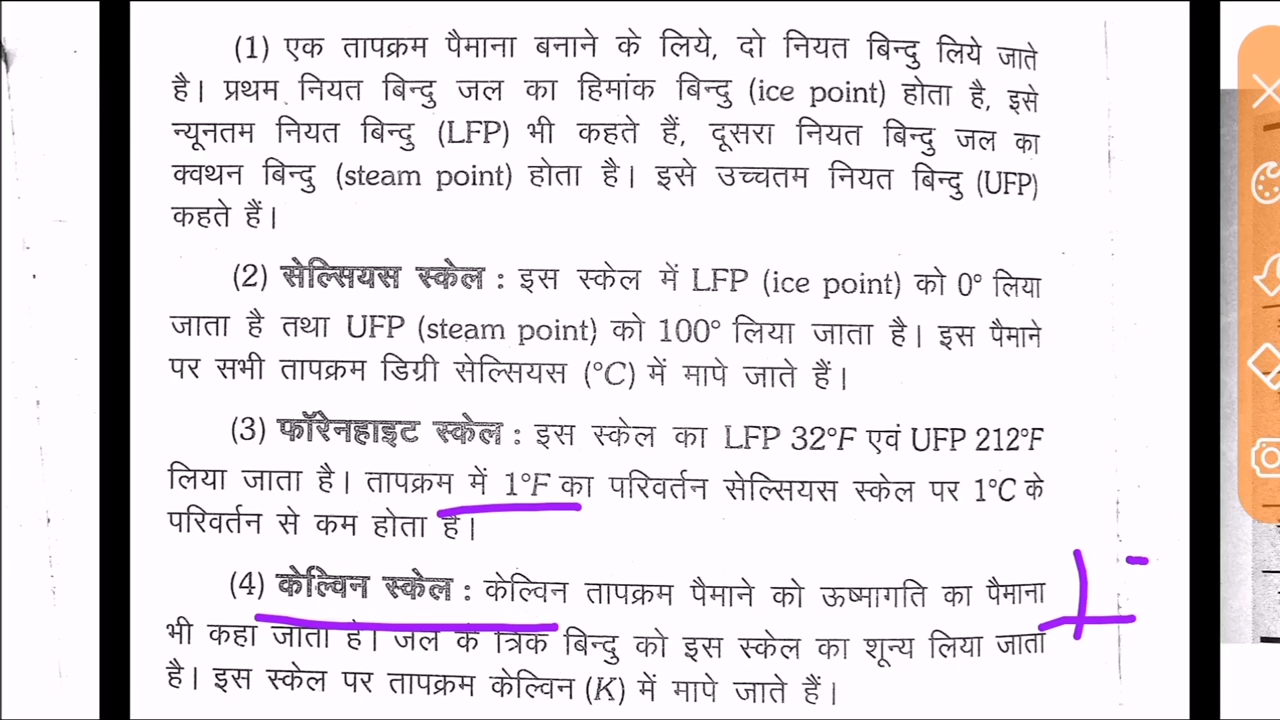 (1) एक तापक्रम पैमाना बनाने के लिये, दो नियत बिन्दु लिये जाते
है। प्रथम नियत बिन्दु जल का हिमांक बिन्दु (ice point) होता है, इसे
न्यूनतम नियत बिन्दु (LFP) भी कहते हैं, दूसरा नियत बिन्दु जल का
क्वथन बिन्दु (steam point) होता है। इसे उच्चतम नियत बिन्दु (UFP)
कहते हैं।
(2) सेल्सियस स्केल : इस स्केल में LFP (ice point) को 0° लिया
जाता है तथा UFP (steam point) को 100° लिया जाता है। इस पैमाने
पर सभी तापक्रम डिग्री सेल्सियस (°C) में मापे जाते हैं।
(3) फॉरेनहाइट स्केल : इस स्केल का LFP 32°F एवं UFP 212°F
लिया जाता है। तापक्रम में 1°F का परिवर्तन सेल्सियस स्केल पर 1°C के
परिवर्तन से कम होता है।
(4) केल्विन स्केल : केल्विन तापक्रम पैमाने को ऊष्मागति का पैमाना
भी कहा जाता है। जल के त्रिक बिन्दु को इस स्केल का शून्य लिया जाता
है। इस स्केल पर तापक्रम केल्विन (K) में मापे जाते हैं।